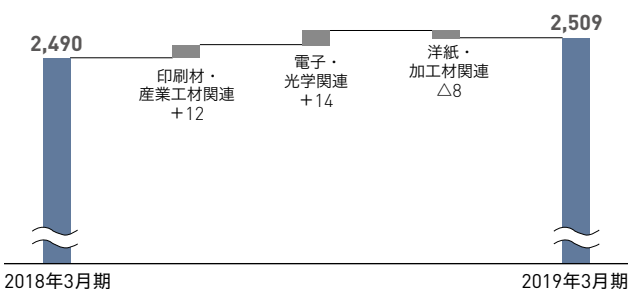 2,490
印刷材・
産業工材関連
＋12
電子・
光学関連
＋14
洋紙・
加工材関連
△8
2,509
2018年3月期
2019年3月期